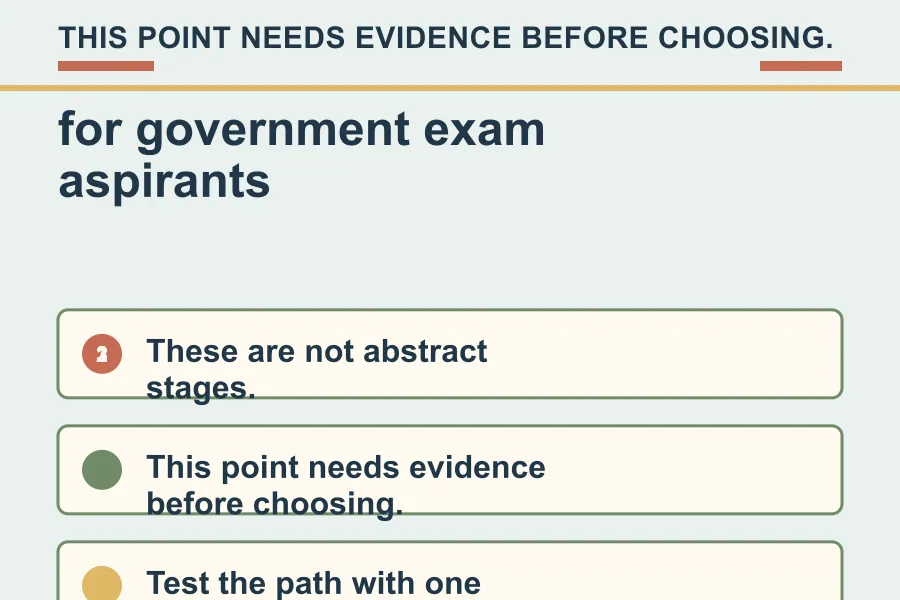 THIS POINT NEEDS EVIDENCE BEFORE CHOOSING.
for government exam
aspirants
These are not abstract
stages.
This point needs evidence
before choosing.
Test the path with one